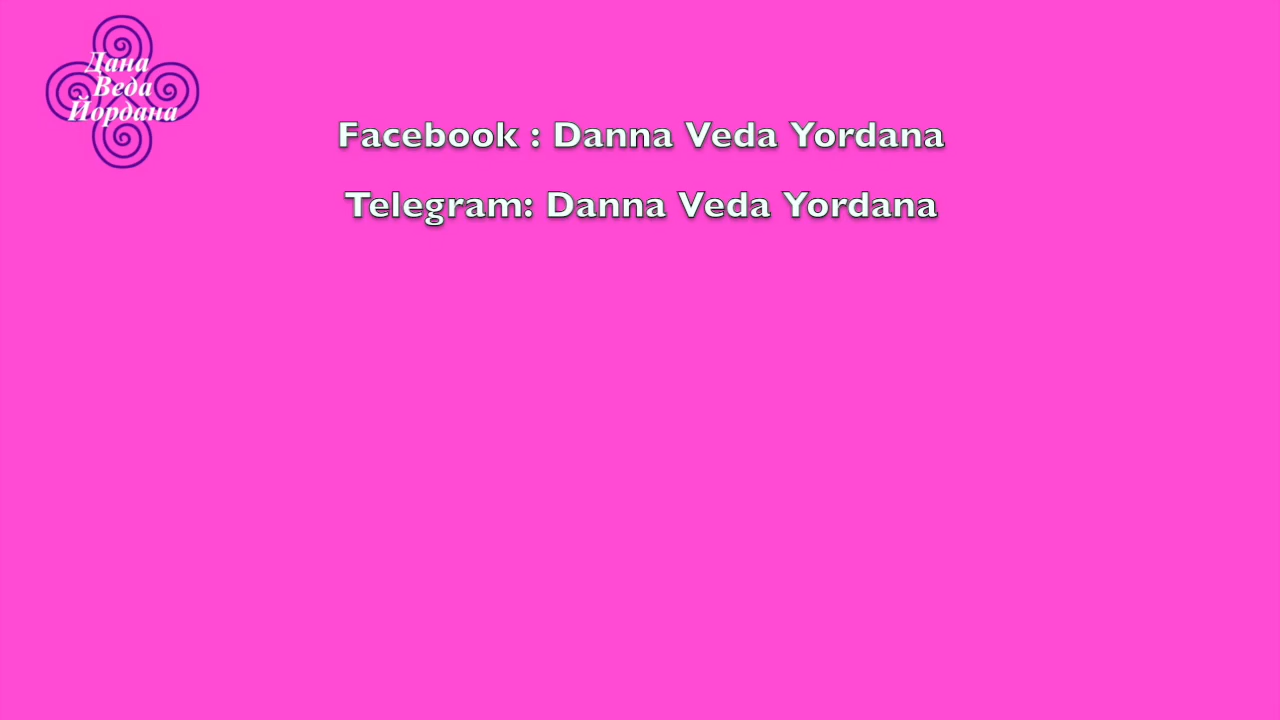 Дана
Веда
Йордана
Facebook : Danna Veda Yordana
Telegram: Danna Veda Yordana